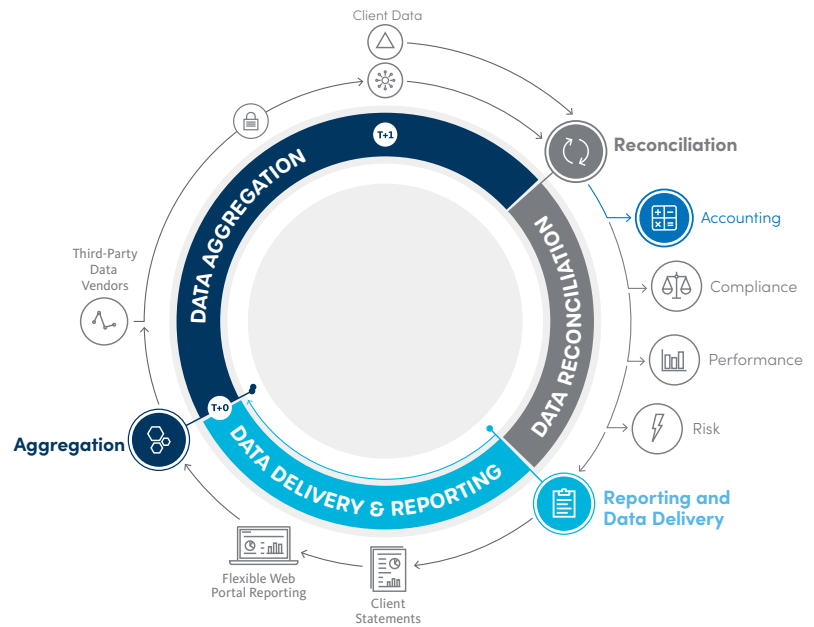 Client Data
T+1
DATA AGGREGATION
Reconciliation
Accounting
DATA RECONCILIATION
Third-Party
Data
Vendors
Compliance
Performance
T+0
Risk
Aggregation
DATA DELIVERY & REPORTING
Reporting and
Data Delivery
Flexible Web
Portal Reporting
Client
Statements